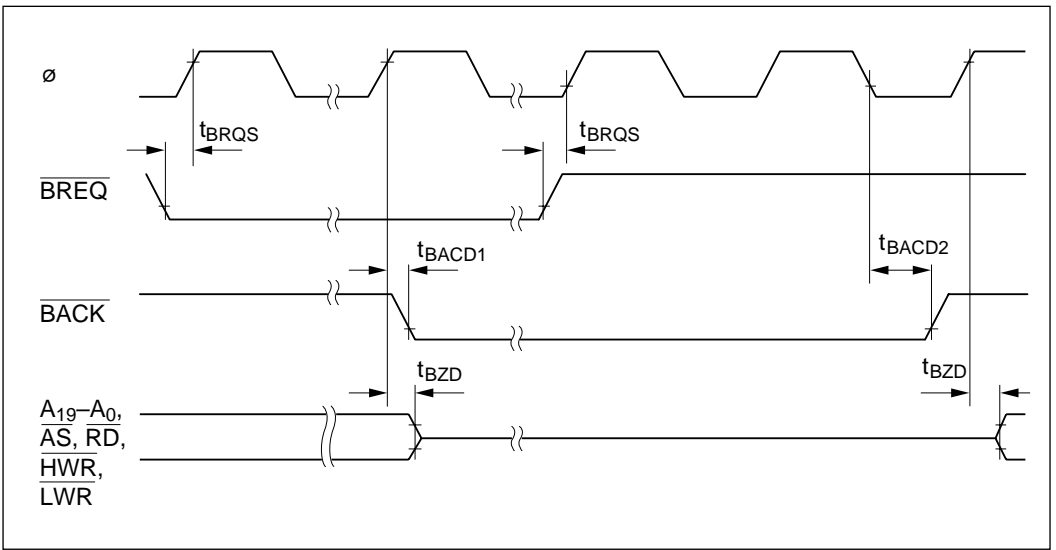 ø
tBRQS
tBRQS
BREQ
tBACD1
tBACD2
BACK
tBZD
tBZD
A19–A0,
AS, RD,
HWR,
LWR